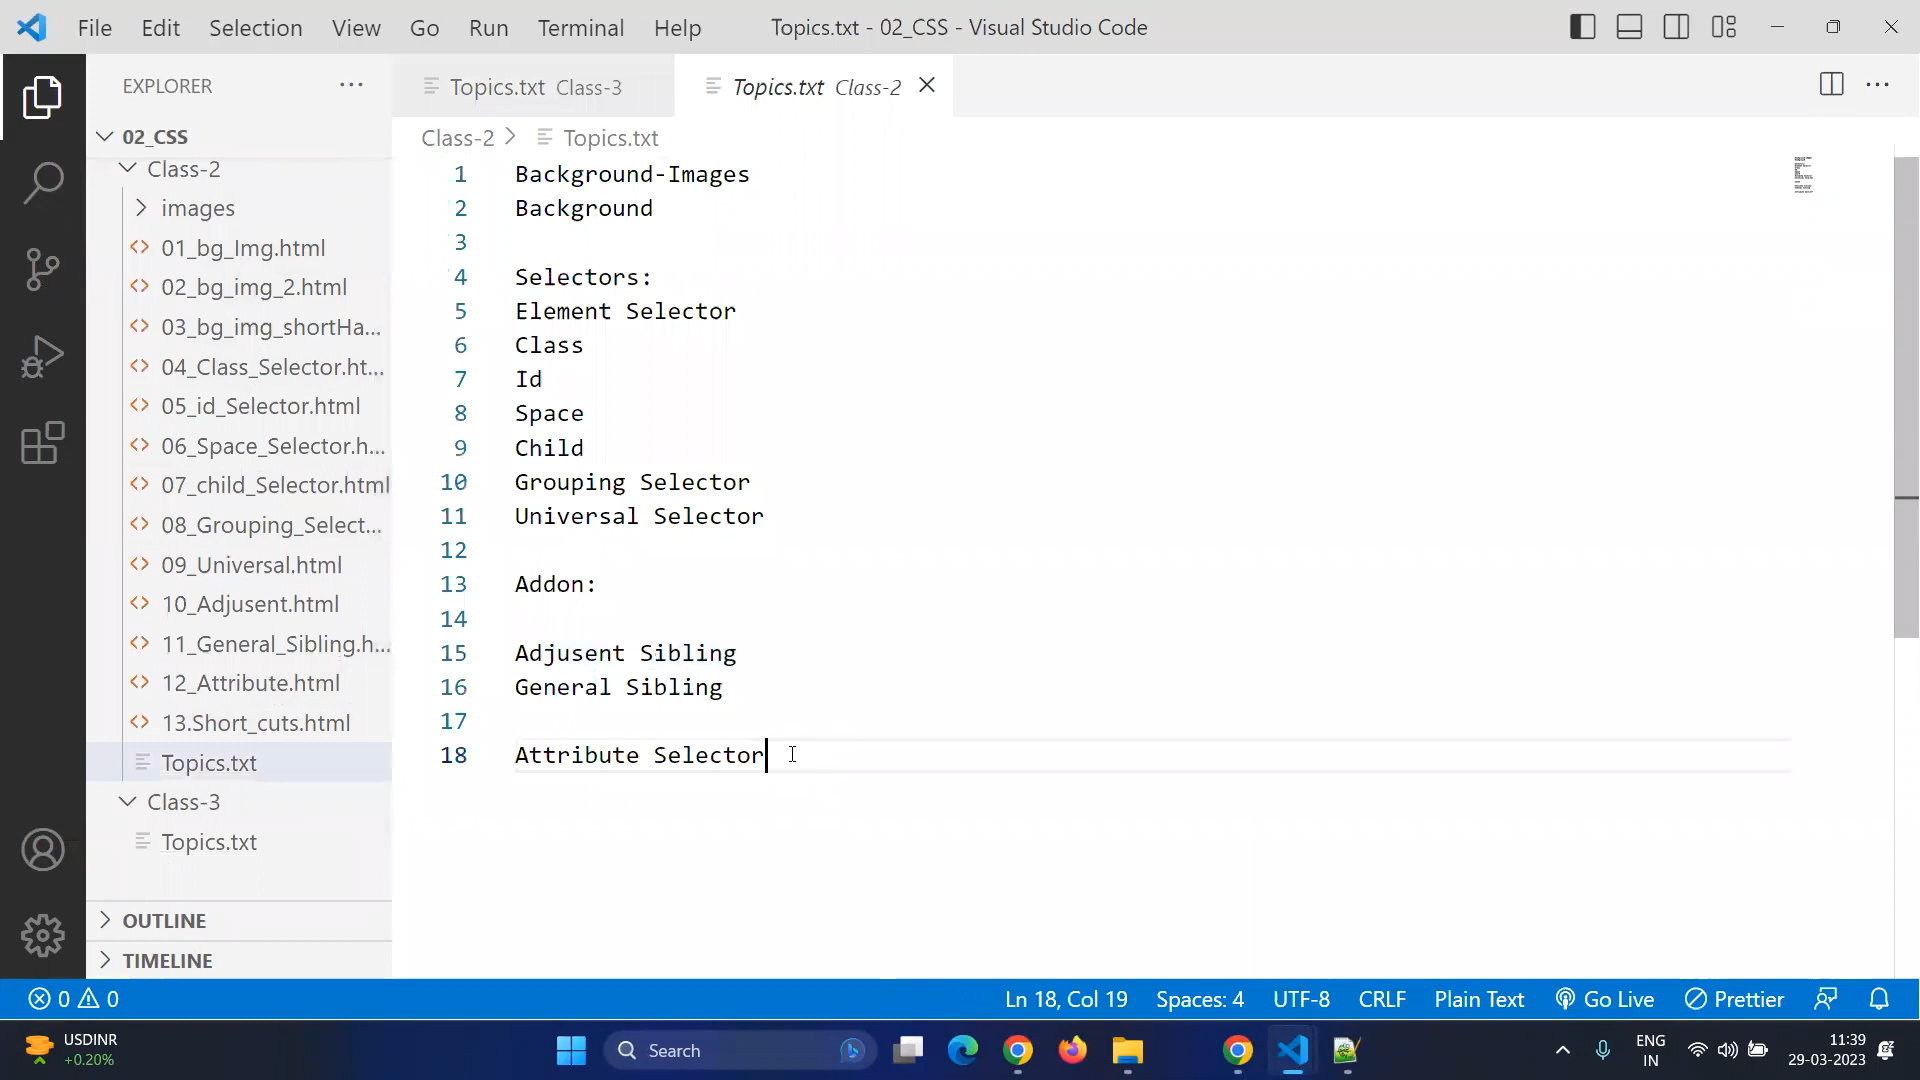 File Edit Selection View Go Run Terminal Help Topics.txt - 02_CSS - Visual Studio Code
EXPLORER
02_CSS
Class-2
images
01_bg_Img.html
02_bg_img_2.html
03_bg_img_shortHa...
04_Class_Selector.ht...
05_id_Selector.html
06_Space_Selector.h...
07_child_Selector.html
08_Grouping_Select...
09_Universal.html
10_Adjusent.html
11_General_Sibling.h...
12_Attribute.html
13.Short_cuts.html
Topics.txt
Class-3
Topics.txt
OUTLINE
TIMELINE
Topics.txt Class-3
Topics.txt Class-2
Class-2 > Topics.txt
1 Background-Images
2 Background
3
4 Selectors:
5 Element Selector
6 Class
7 Id
8 Space
9 Child
10 Grouping Selector
11 Universal Selector
12
13 Addon:
14
15 Adjusent Sibling
16 General Sibling
17
18 Attribute Selector
0 0 Ln 18, Col 19 Spaces: 4 UTF-8 CRLF Plain Text Go Live Prettier
USDINR
+0.20%
Search
ENG
IN
11:39
29-03-2023